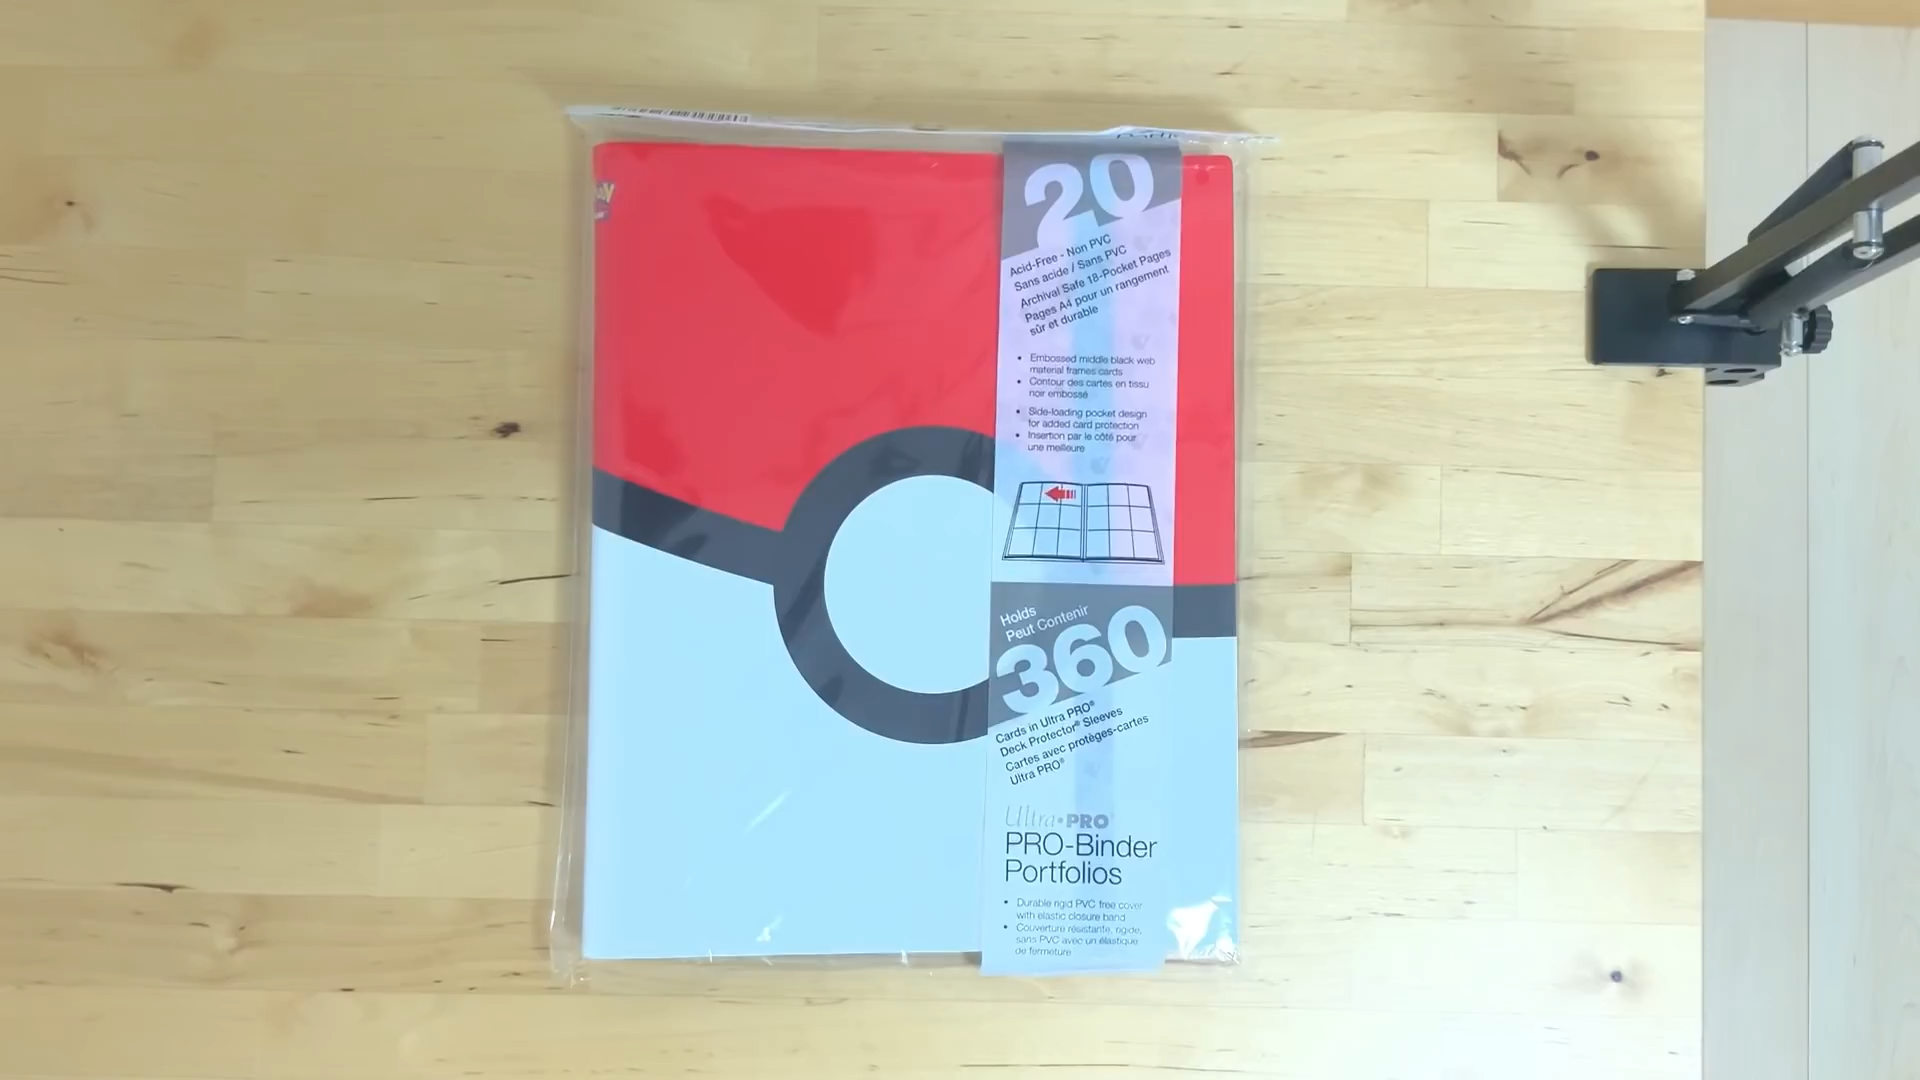 20
Acid-Free - Non PVC
Sans acide / Sans PVC
Archival Safe 18-Pocket Pages
Pages A4 pour un rangement
sûr et durable
• Embossed middle black web
material frames cards
• Contour des cartes en tissu
noir embossé
• Side-loading pocket design
for added card protection
• Insertion par le côté pour
une meilleure
Holds
Peut Contenir
360
Cards in Ultra PRO®
Deck Protector® Sleeves
Cartes avec protèges-cartes
Ultra PRO®
Ultra•PRO
PRO-Binder
Portfolios
• Durable rigid PVC free cover
with elastic closure band
• Couverture résistante, rigide,
sans PVC avec un élastique
de fermeture